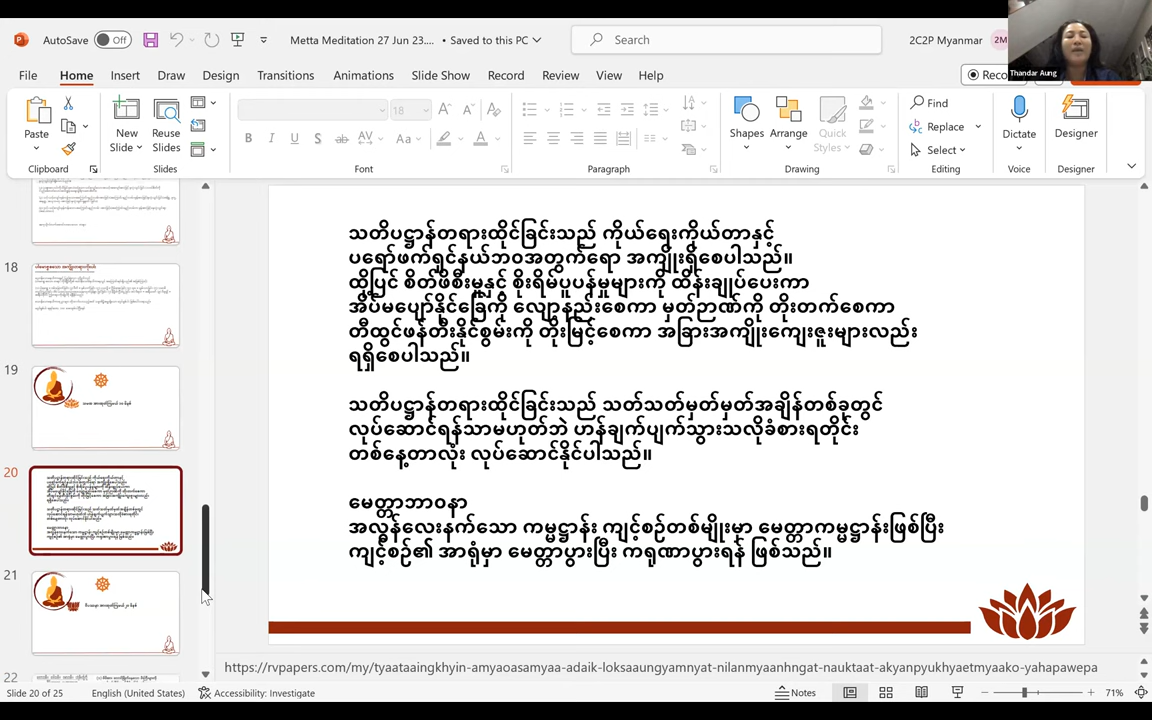 AutoSave Off Metta Meditation 27 Jun 23.... • Saved to this PC Search 2C2P Myanmar 2M
Thandar Aung
File Home Insert Draw Design Transitions Animations Slide Show Record Review View Help
Paste New Slide Reuse Slides 18 Shapes Arrange Quick Styles Find Replace Select Dictate Designer
Clipboard Slides Font Paragraph Drawing Editing Voice Designer
သတိပဋ္ဌာန်တရားထိုင်ခြင်းသည် ကိုယ်ရေးကိုယ်တာနှင့်
ပရော်ဖက်ရှင်နယ်ဘဝအတွက်ရော အကျိုးရှိစေပါသည်။
ထို့ပြင် စိတ်ဖိစီးမှုနှင့် စိုးရိမ်ပူပန်မှုများကို ထိန်းချုပ်ပေးကာ
အိပ်မပျော်နိုင်ခြေကို လျော့နည်းစေကာ မှတ်ဉာဏ်ကို တိုးတက်စေကာ
တီထွင်ဖန်တီးနိုင်စွမ်းကို တိုးမြှင့်စေကာ အခြားအကျိုးကျေးဇူးများလည်း
ရရှိစေပါသည်။
သတိပဋ္ဌာန်တရားထိုင်ခြင်းသည် သတ်သတ်မှတ်မှတ်အချိန်တစ်ခုတွင်
လုပ်ဆောင်ရန်သာမဟုတ်ဘဲ ဟန်ချက်ပျက်သွားသလိုခံစားရတိုင်း
တစ်နေ့တာလုံး လုပ်ဆောင်နိုင်ပါသည်။
မေတ္တာဘာဝနာ
အလွန်လေးနက်သော ကမ္မဋ္ဌာန်း ကျင့်စဉ်တစ်မျိုးမှာ မေတ္တာကမ္မဋ္ဌာန်းဖြစ်ပြီး
ကျင့်စဉ်၏ အာရုံမှာ မေတ္တာပွားပြီး ကရုဏာပွားရန် ဖြစ်သည်။
18
19
20
21
22
https://rvpapers.com/my/tyaataaingkhyin-amyaoasamyaa-adaik-loksaaungyamnyat-nilanmyaanhngat-nauktaat-akyanpyukhyaetmyaako-yahapawepa
Slide 20 of 25 English (United States) Accessibility: Investigate Notes 71%